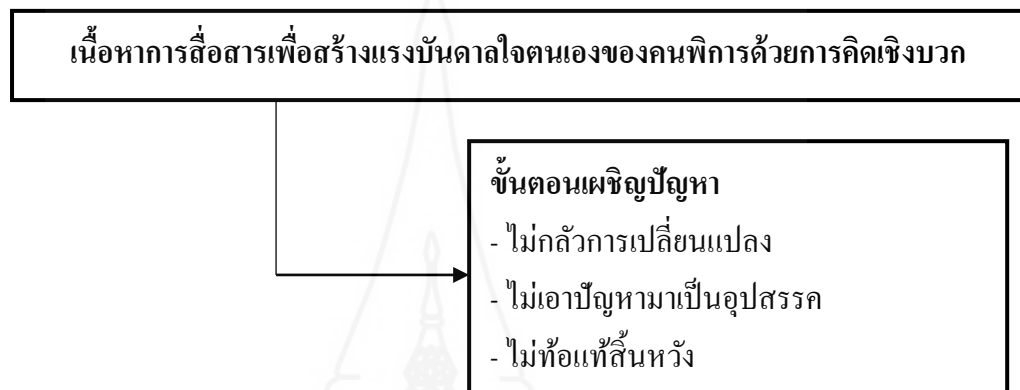 เนื้อหาการสื่อสารเพื่อสร้างแรงบันดาลใจตนเองของคนพิการด้วยการคิดเชิงบวก
ขั้นตอนเผชิญปัญหา
- ไม่กลัวการเปลี่ยนแปลง
- ไม่เอาปัญหามาเป็นอุปสรรค
- ไม่ท้อแท้สิ้นหวัง